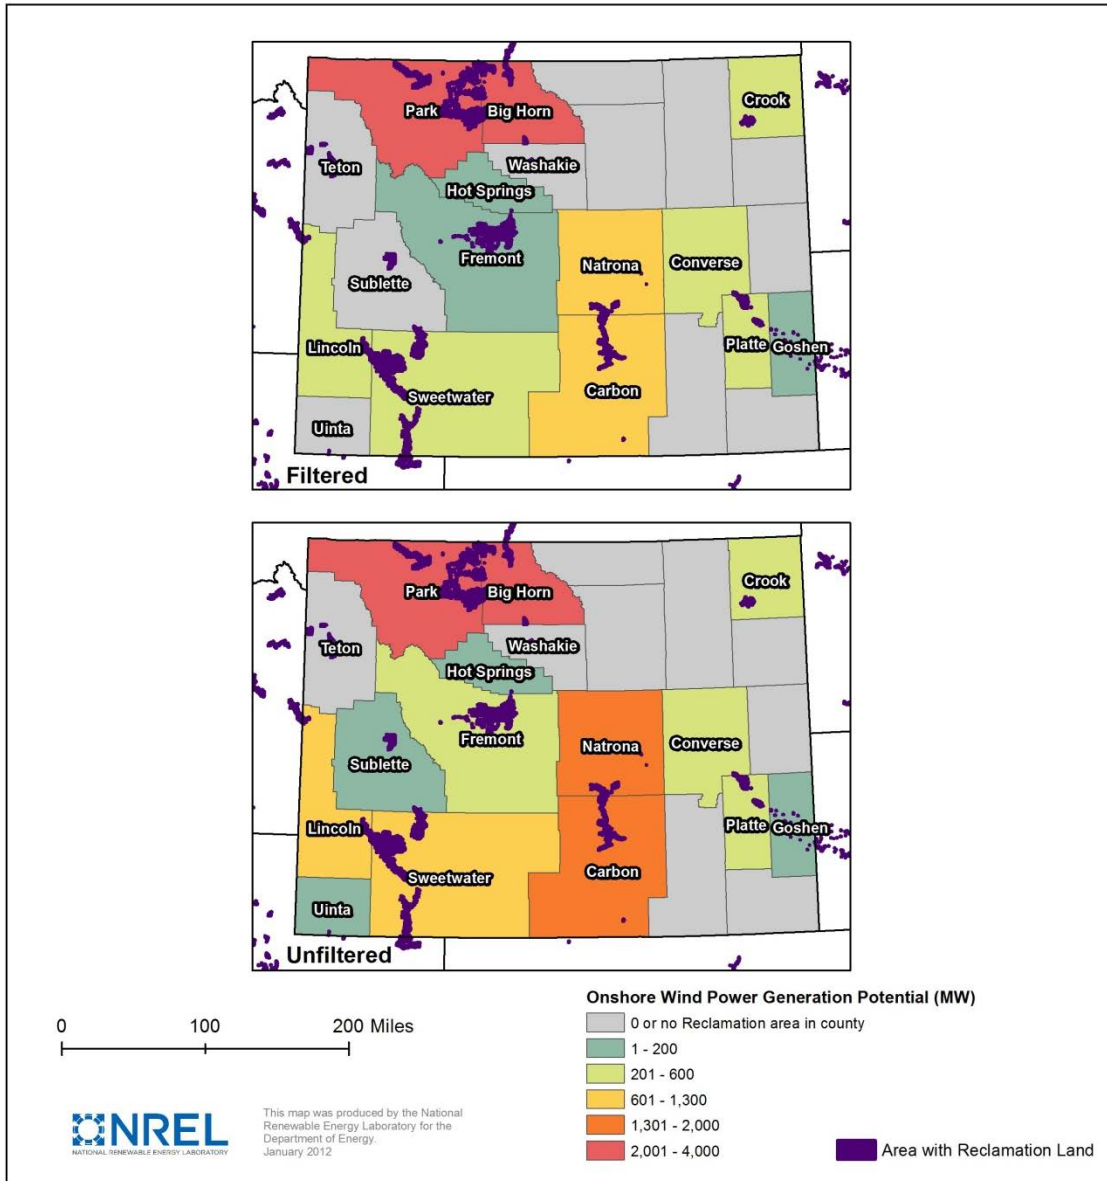 Park
Big Horn
Crook
Teton
Washakie
Hot Springs
Fremont
Natrona
Converse
Sublette
Lincoln
Platte
Goshen
Sweetwater
Carbon
Uinta
Filtered
Park
Big Horn
Crook
Teton
Washakie
Hot Springs
Fremont
Natrona
Converse
Sublette
Lincoln
Platte
Goshen
Sweetwater
Carbon
Uinta
Unfiltered
Onshore Wind Power Generation Potential (MW)
0 or no Reclamation area in county
1 - 200
201 - 600
601 - 1,300
1,301 - 2,000
2,001 - 4,000
Area with Reclamation Land
0 100 200 Miles
NREL
NATIONAL RENEWABLE ENERGY LABORATORY
This map was produced by the National
Renewable Energy Laboratory for the
Department of Energy.
January 2012